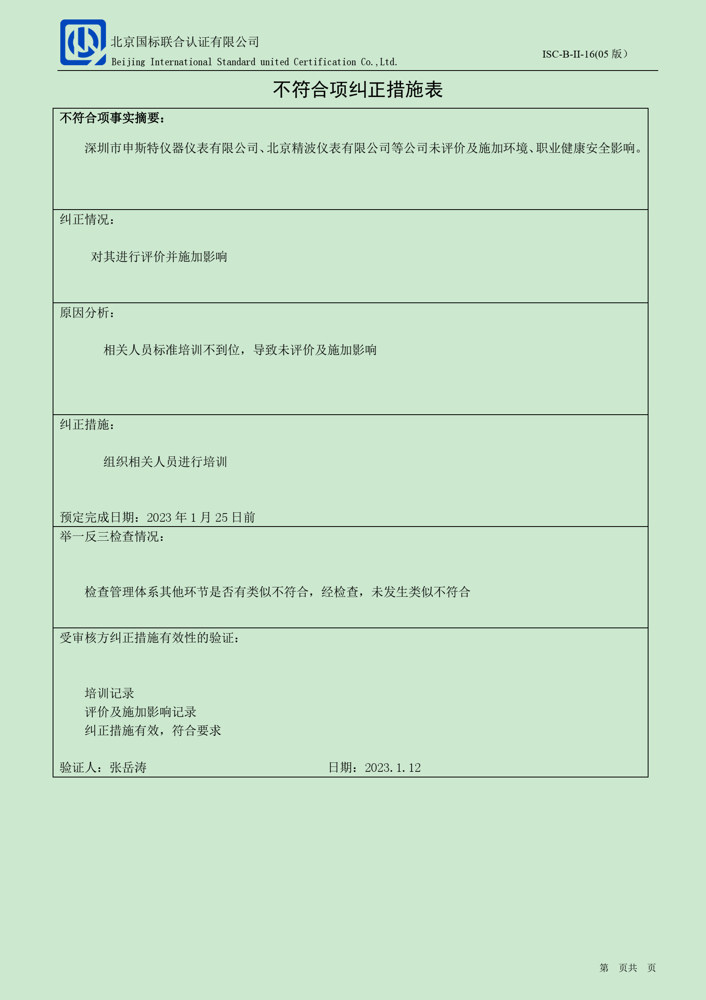 北京国标联合认证有限公司
Beijing International Standard united Certification Co.,Ltd.
ISC-B-II-16(05 版）
不符合项纠正措施表
不符合项事实摘要：
深圳市申斯特仪器仪表有限公司、北京精波仪表有限公司等公司未评价及施加环境、职业健康安全影响。
纠正情况：
对其进行评价并施加影响
原因分析：
相关人员标准培训不到位，导致未评价及施加影响
纠正措施：
组织相关人员进行培训
预定完成日期：2023 年 1 月 25 日前
举一反三检查情况：
检查管理体系其他环节是否有类似不符合，经检查，未发生类似不符合
受审核方纠正措施有效性的验证：
培训记录
评价及施加影响记录
纠正措施有效，符合要求
验证人：张岳涛 日期：2023.1.12
第 页共 页